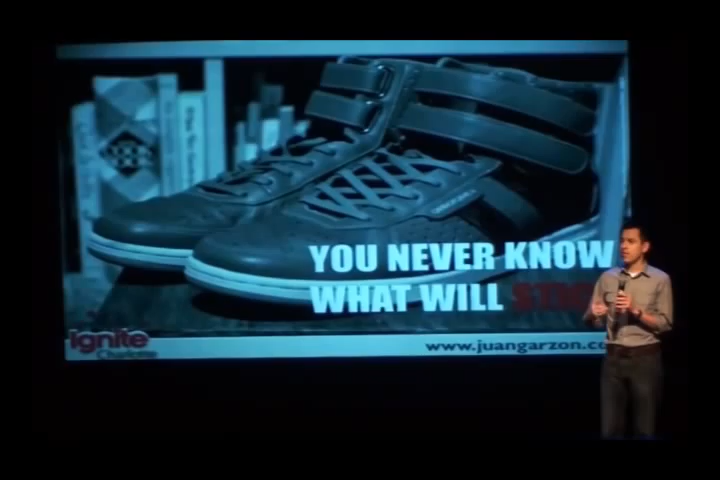 YOU NEVER KNOW
WHAT WILL
ignite
Charlotte
www.juangarzon.co